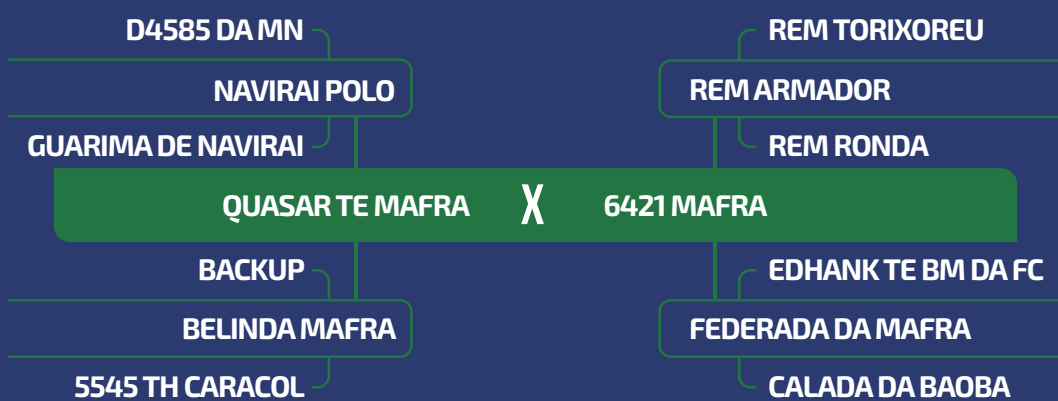 D4585 DA MN
REM TORIXOREU
NAVIRAI POLO
REM ARMADOR
GUARIMA DE NAVIRAI
REM RONDA
QUASAR TE MAFRA X 6421 MAFRA
BACKUP
EDHANK TE BM DA FC
BELINDA MAFRA
FEDERADA DA MAFRA
5545 TH CARACOL
CALADA DA BAOBA